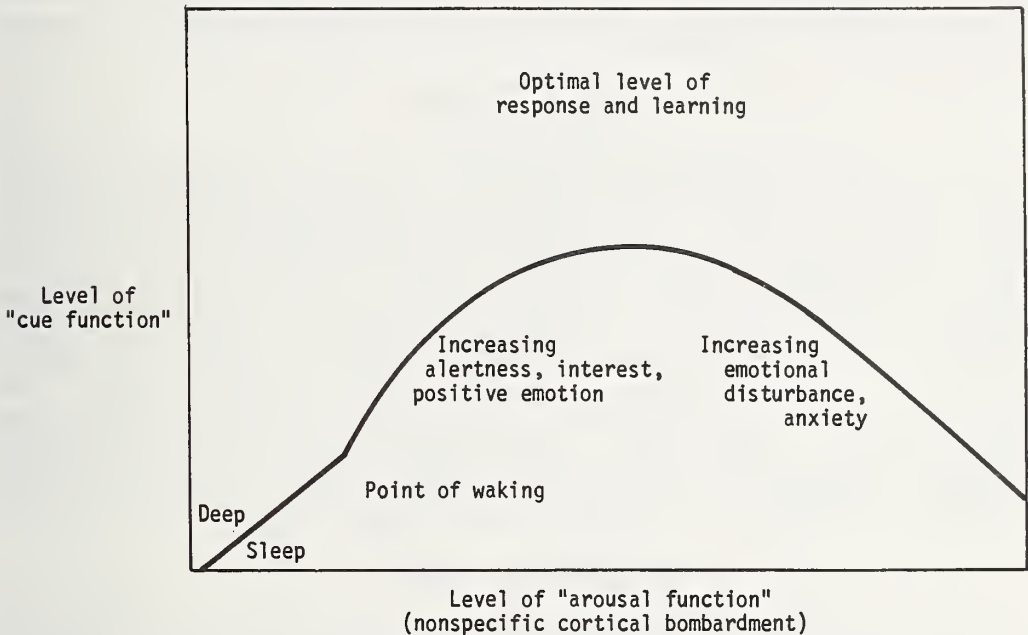 Optimal level of
response and learning
Level of
"cue function"
Increasing
alertness, interest,
positive emotion
Increasing
emotional
disturbance,
anxiety
Point of waking
Deep
Sleep
Level of "arousal function"
(nonspecific cortical bombardment)